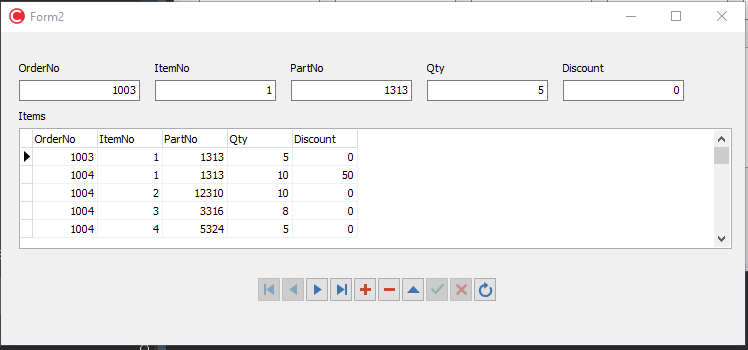 Form2
OrderNo ItemNo PartNo Qty Discount
1003 1 1313 5 0
Items
OrderNo ItemNo PartNo Qty Discount
1003 1 1313 5 0
1004 1 1313 10 50
1004 2 12310 10 0
1004 3 3316 8 0
1004 4 5324 5 0